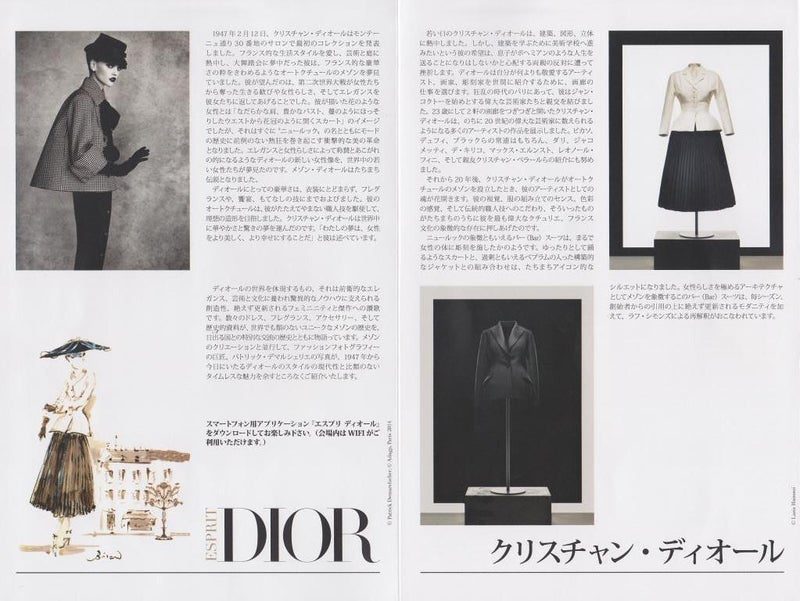 1947年2月12日、クリスチャン・ディオールはモンテー
ニュ通り30番地のサロンで最初のコレクションを発表
しました。フランス的な生活スタイルを愛し、芸術と庭に
熱中し、大舞踏会に夢中だった彼は、フランス的な豪華
さの粋をきわめるようなオートクチュールのメゾンを夢見
ていました。彼が望んだのは、第二次世界大戦が女性たち
から奪った生きる歓びや女性らしさ、そしてエレガンスを
彼女たちに返してあげることでした。彼が描いた花のような
女性とは「なだらかな肩、豊かなバスト、蔓のようにほっそ
りしたウエストから花冠のように開くスカート」のイメージ
でしたが、それはすぐに"ニュールック"の名とともにモード
の歴史に前例のない熱狂を巻き起こす衝撃的な美の革命
となりました。エレガンスと女性らしさによって称賛とあこがれ
の的になるようなディオールの新しい女性像を、世界中の若
い女性たちが夢見たのです。メゾン・ディオールはたちまち
伝説となりました。
ディオールにとっての豪華さは、衣装にとどまらず、フレグ
ランスや、饗宴、もてなしの技にまでおよびました。彼の
オートクチュールは、彼がたたえてやまない職人技を駆使して、
理想の造形を目指しました。クリスチャン・ディオールは世界中
に華やかさと驚きの夢を運んだのです。「わたしの夢は、女性
をより美しく、より幸せにすることだ」と彼は述べています。
ディオールの世界を体現するもの、それは前衛的なエレ
ガンス、芸術と文化に養われ驚異的なノウハウに支えられる
創造性、絶えず更新されるフェミニニティと傑作への讃歌
です。数々のドレス、フレグランス、アクセサリー、そして
歴史的資料が、世界でも類のないユニークなメゾンの歴史を、
日出る国との特別な交流の歴史とともに物語っています。メゾン
のクリエーションと並行して、ファッションフォトグラフィー
の巨匠、パトリック・デマルシェリエの写真が、1947年から
今日にいたるディオールのスタイルの現代性と比類のない
タイムレスな魅力を余すところなくご紹介いたします。
スマートフォン用アプリケーション「エスプリ ディオール」
をダウンロードしてお楽しみ下さい。(会場内はWIFIがご
利用いただけます。)
© Patrick Demarchelier; © Adagp, Paris 2014
ESPRIT
DIOR
若い日のクリスチャン・ディオールは、建築、図形、立体
に熱中しました。しかし、建築を学ぶために美術学校へ進
みたいという彼の希望は、息子がボヘミアンのような人生を
送ることになりはしないかと心配する両親の反対に遭って
挫折します。ディオールは自分が何よりも敬愛するアーティ
スト、画家、彫刻家を世間に紹介するために、画廊の
仕事を選びます。狂乱の時代のパリにあって、彼はジャン・
コクトーを始めとする偉大な芸術家たちと親交を結びまし
た。23歳にして2軒の画廊をつぎつぎと開いたクリスチャン・
ディオールは、のちに20世紀の偉大な芸術家に数えられる
ようになる多くのアーティストの作品を展示しました。ピカソ、
デュフィ、ブラックらの常連はもちろん、ダリ、ジャコ
メッティ、デ・キリコ、マックス・エルンスト、レオノール・
フィニ、そして親友クリスチャン・ベラールらの紹介にも努め
ました。
それから20年後、クリスチャン・ディオールがオートク
チュールのメゾンを設立したとき、彼のアーティストとしての
魂が花開きます。彼の視覚、服の組み立てのセンス、色彩
の感覚、そして伝統的職人技へのこだわり、そういったもの
がたちまちのうちに彼を最も偉大なクチュリエ、フランス
文化の象徴的な存在に押しあげたのです。
ニュールックの象徴ともいえるバー(Bar)スーツは、まる
で女性の体に彫刻を施したかのようです。ゆったりとして踊
るようなスカートと、遊戯ともいえるペプラムの入った構築的
なジャケットとの組み合わせは、たちまちアイコン的な
シルエットになりました。女性らしさを極めるアーキテクチャ
としてメゾンを象徴するこのバー(Bar)スーツは、毎シーズン、
創始者からの引用の上に絶えず更新されるモダニティを加
えて、ラフ・シモンズによる再解釈がおこなわれています。
クリスチャン・ディオール